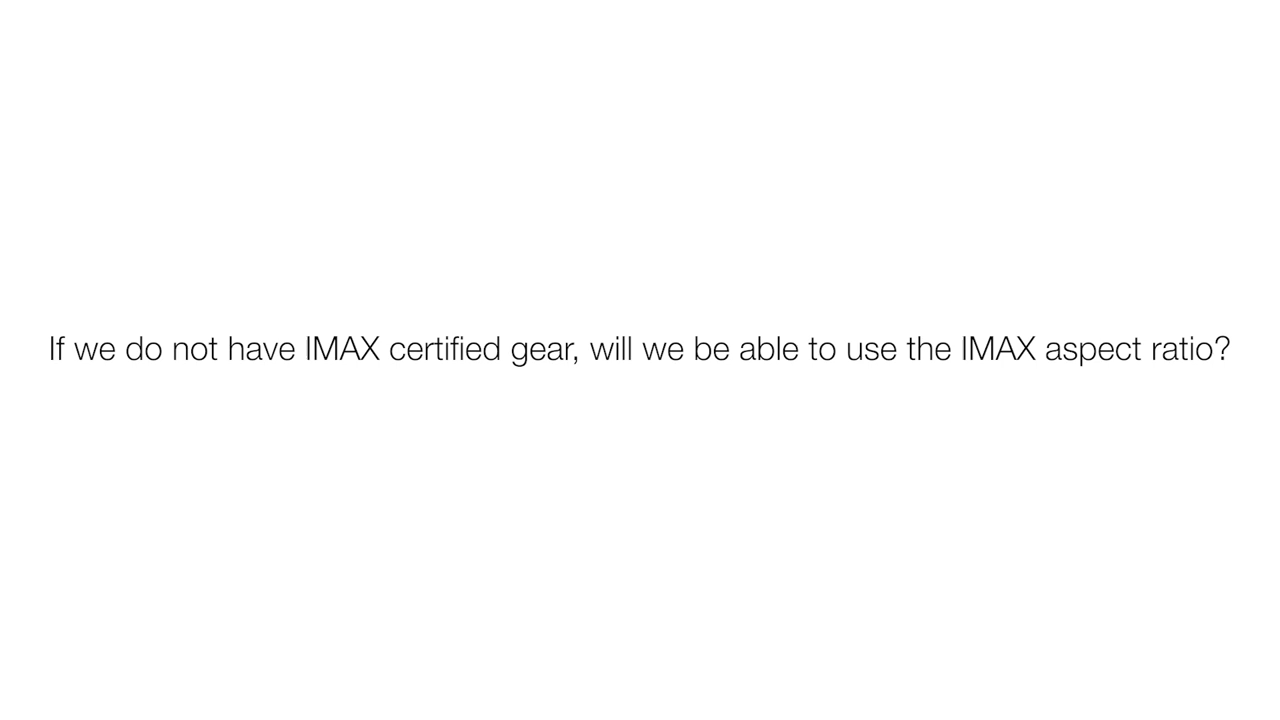 If we do not have IMAX certified gear, will we be able to use the IMAX aspect ratio?